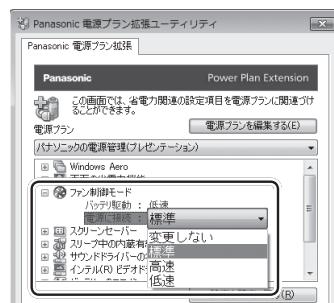 Panasonic 電源プラン拡張ユーティリティ
Panasonic 電源プラン拡張
Panasonic Power Plan Extension
この画面では、省電力関連の設定項目を電源プランに関連づけ
ることができます。
電源プラン 電源プランを編集する(E)
パナソニックの電源管理(プレゼンテーション)
Windows Aero
ファン制御モード
バッテリ駆動 : 低速
電源に接続 : 標準
スクリーンセーバー 変更しない
スリープ中の内蔵 標準
サウンドドライバーの 高速
インテル(R) ビデオド 低速
(R)